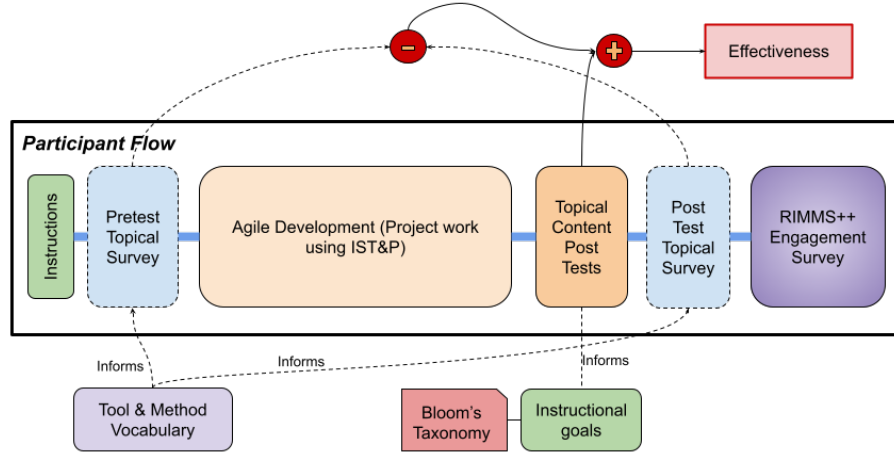 -
+
Effectiveness
Participant Flow
Instructions
Pretest
Topical
Survey
Agile Development (Project work
using IST&P)
Topical
Content
Post
Tests
Post
Test
Topical
Survey
RIMMS++
Engagement
Survey
Informs
Informs
Informs
Tool & Method
Vocabulary
Bloom's
Taxonomy
Instructional
goals